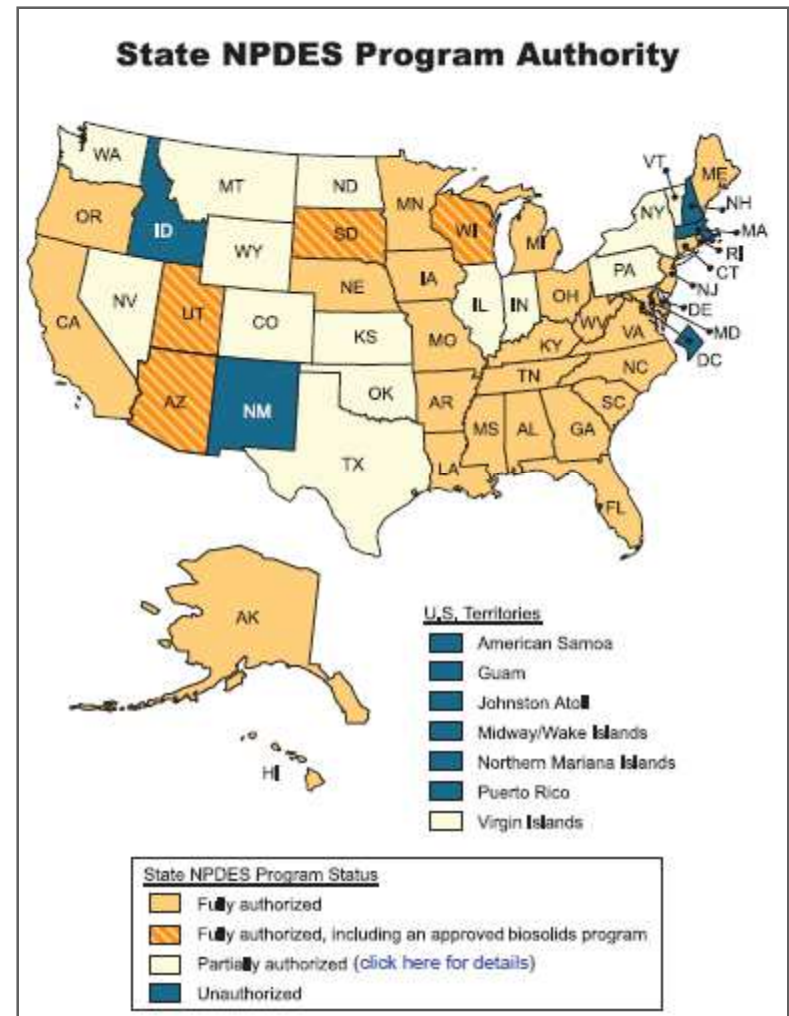 State NPDES Program Authority
WA
MT
ND
MN
VT
ME
OR
ID
WY
SD
WI
MI
NY
NH
MA
RI
CT
NJ
DE
MD
DC
NV
UT
CO
NE
IA
IL
IN
OH
PA
CA
KS
MO
KY
WV
VA
AZ
NM
OK
AR
TN
NC
SC
TX
LA
MS
AL
GA
FL
AK
HI
U.S. Territories
American Samoa
Guam
Johnston Atoll
Midway/Wake Islands
Northern Mariana Islands
Puerto Rico
Virgin Islands
State NPDES Program Status
Fully authorized
Fully authorized, including an approved biosolids program
Partially authorized (click here for details)
Unauthorized